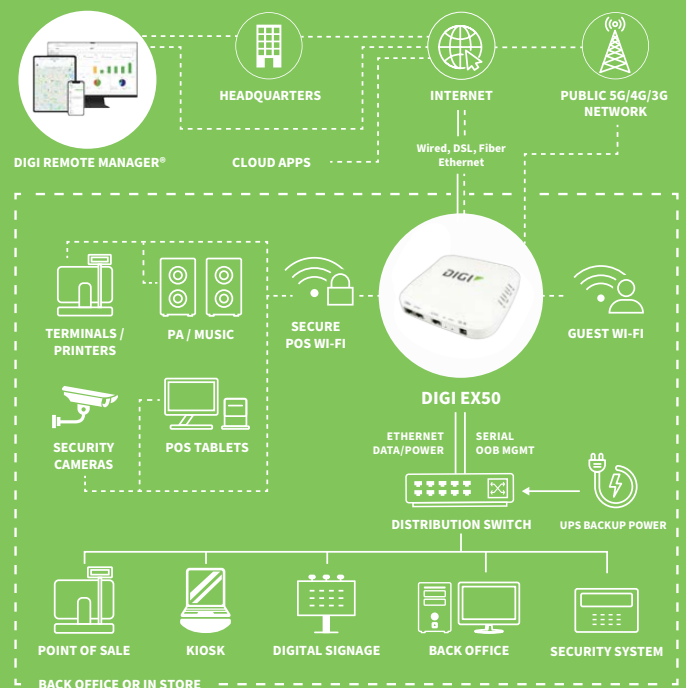 HEADQUARTERS
INTERNET
PUBLIC 5G/4G/3G
NETWORK
DIGI REMOTE MANAGER®
CLOUD APPS
Wired, DSL, Fiber
Ethernet
DIGI
TERMINALS /
PRINTERS
PA / MUSIC
SECURE
POS WI-FI
GUEST WI-FI
DIGI EX50
SECURITY
CAMERAS
POS TABLETS
ETHERNET
DATA/POWER
SERIAL
OOB MGMT
DISTRIBUTION SWITCH
UPS BACKUP POWER
POINT OF SALE
KIOSK
DIGITAL SIGNAGE
BACK OFFICE
SECURITY SYSTEM
BACK OFFICE OR IN STORE